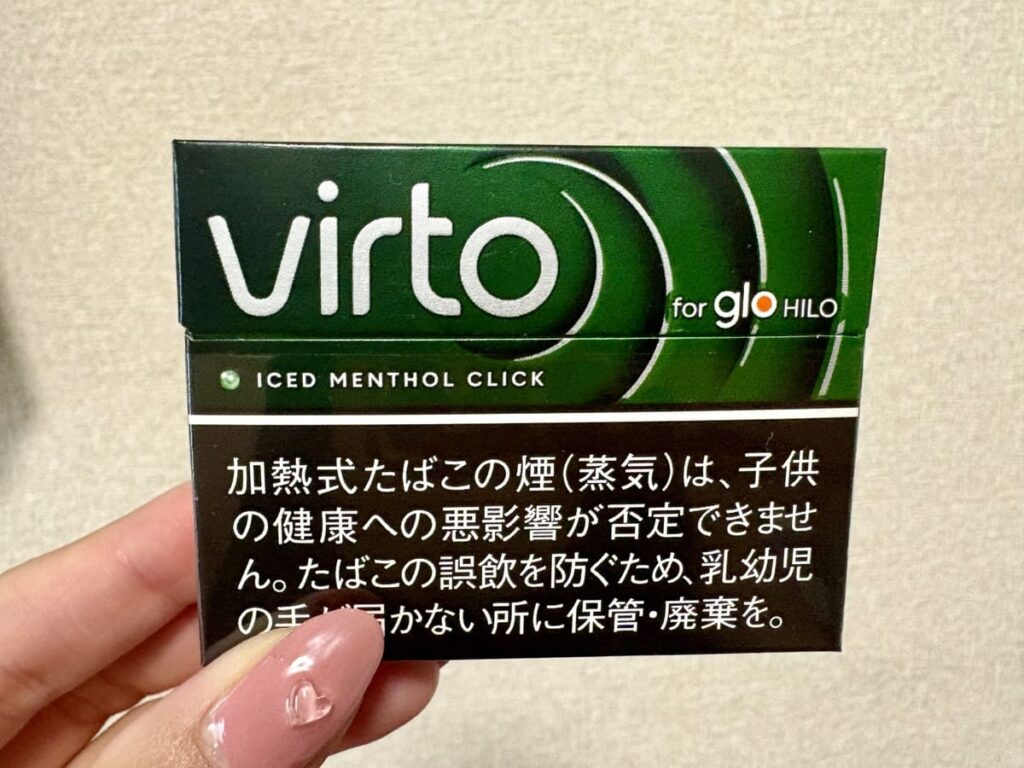 virto
for glo HILO
ICED MENTHOL CLICK
加熱式たばこの煙(蒸気)は、子供
の健康への悪影響が否定できませ
ん。たばこの誤飲を防ぐため、乳幼児
の手が届かない所に保管・廃棄を。